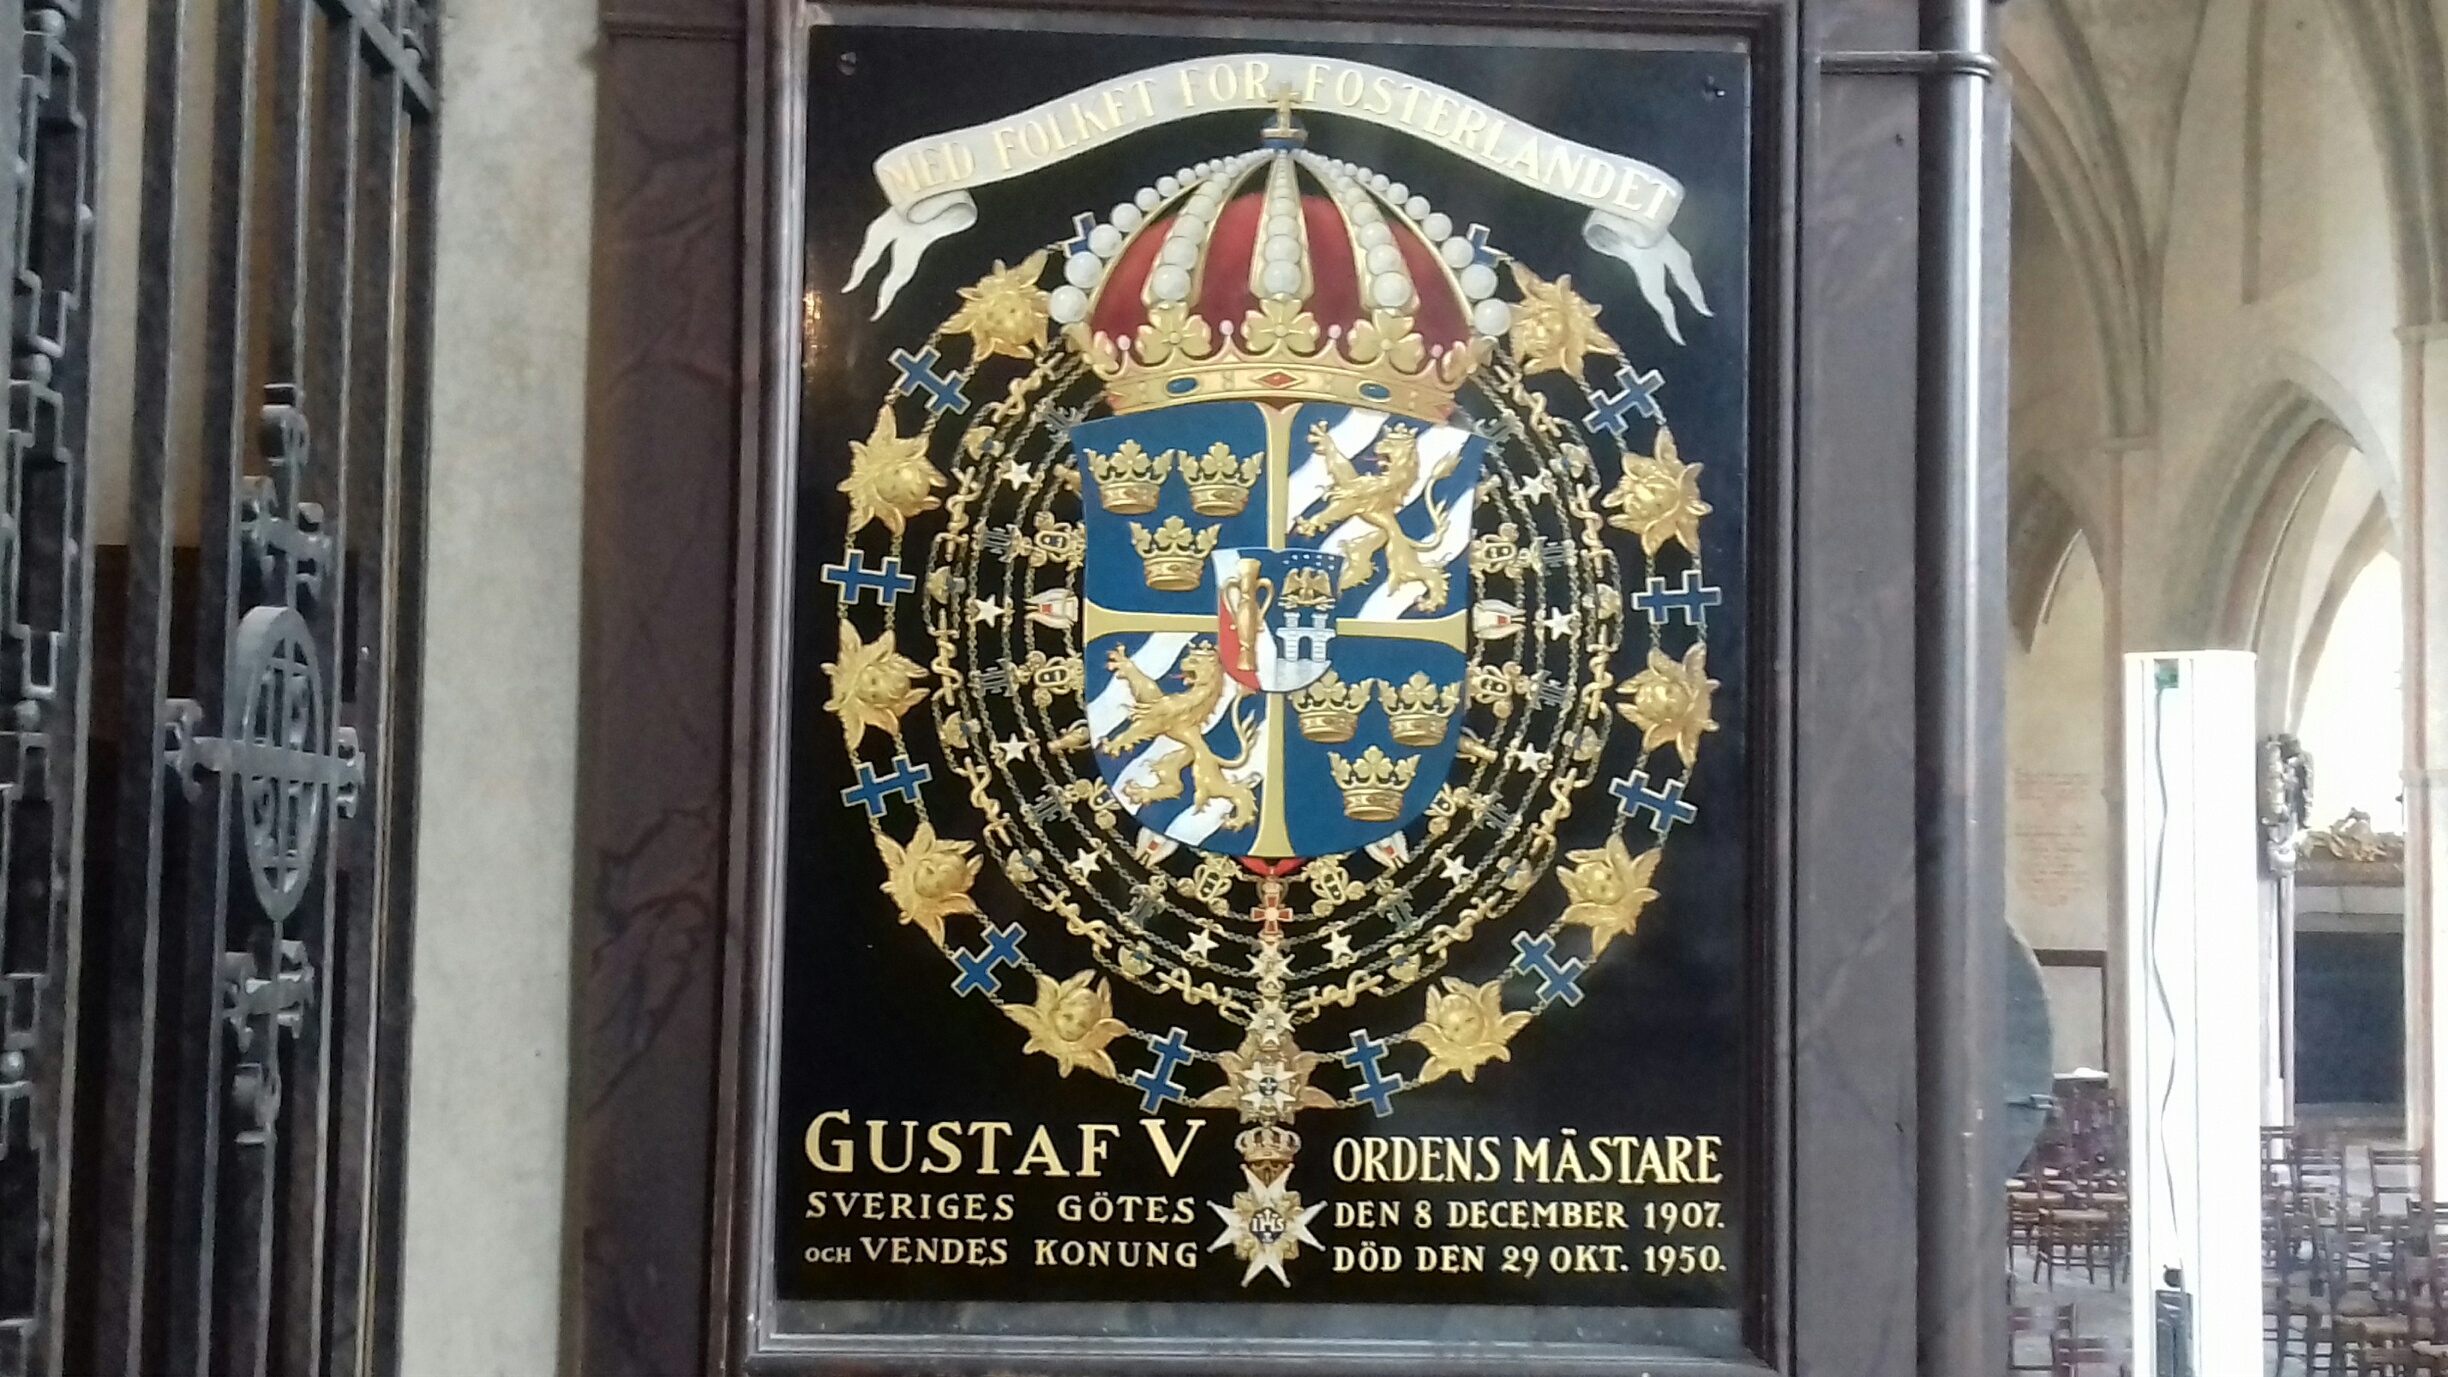 MED FOLKET FÖR FOSTERLANDET
IHS
GUSTAF V
SVERIGES GÖTES
OCH VENDES KONUNG
ORDENS MÄSTARE
DEN 8 DECEMBER 1907.
DÖD DEN 29 OKT. 1950.